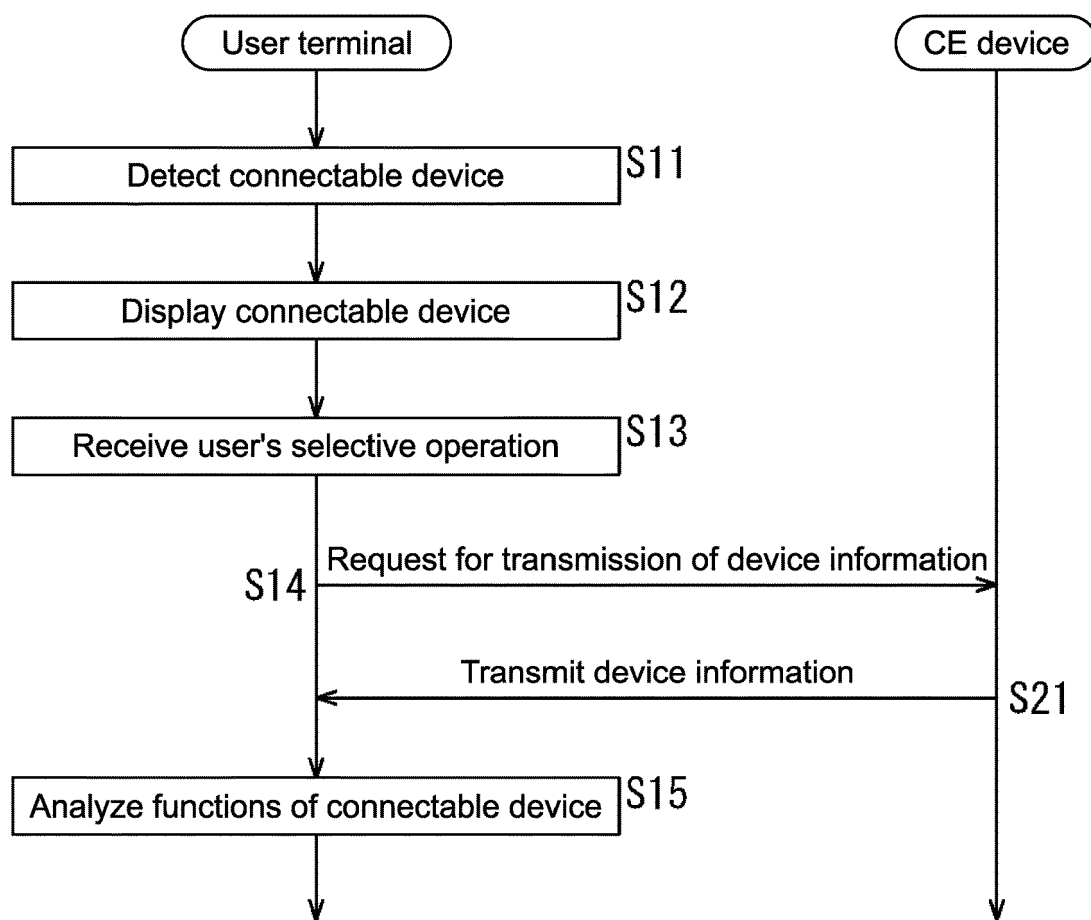 User terminal
CE device
Detect connectable device
S11
Display connectable device
S12
Receive user's selective operation
S13
Request for transmission of device information
S14
Transmit device information
S21
Analyze functions of connectable device
S15